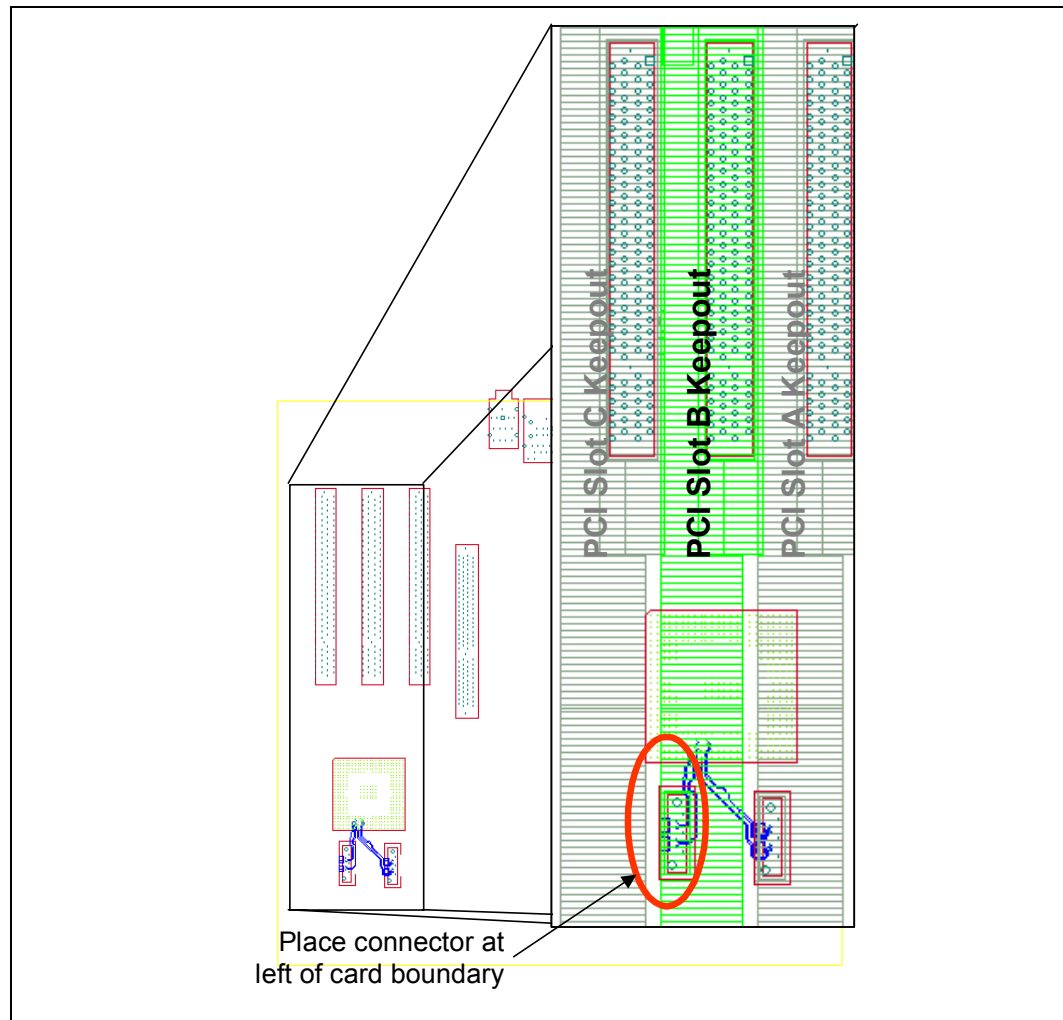 PCI Slot C Keepout
PCI Slot B Keepout
PCI Slot A Keepout
Place connector at
left of card boundary